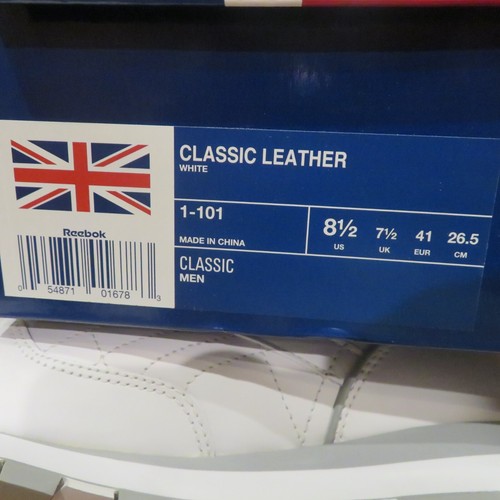 CLASSIC LEATHER
WHITE
1-101
MADE IN CHINA
8½ 7½ 41 26.5
US UK EUR CM
CLASSIC
MEN
Reebok
0 54871 01678 3